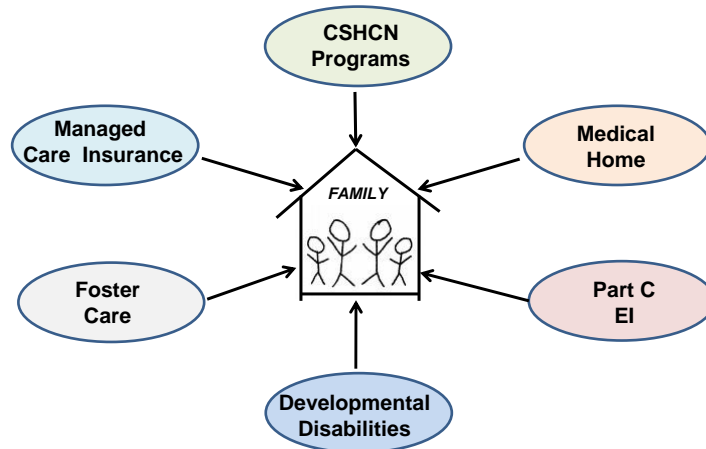 CSHCN
Programs
Managed
Care Insurance
Medical
Home
FAMILY
Foster
Care
Part C
EI
Developmental
Disabilities